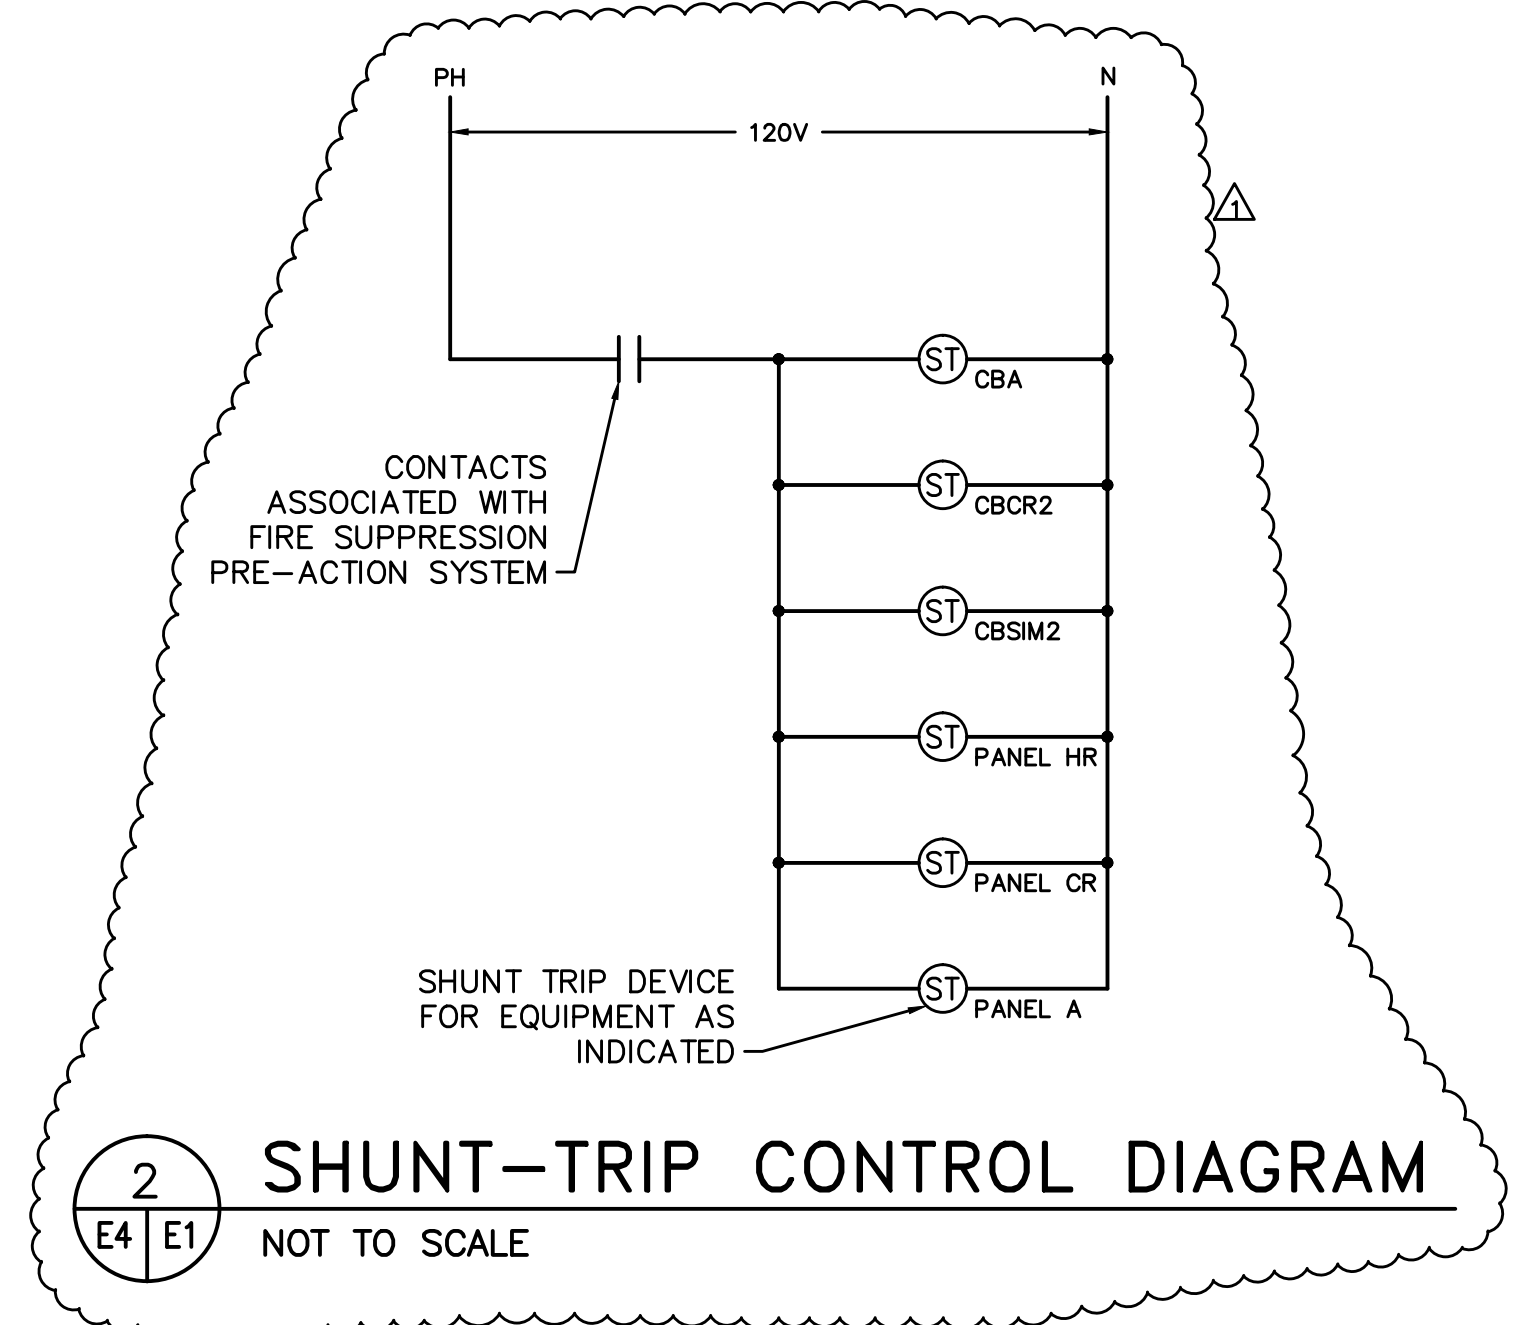 PH
N
120V
1
ST
CBA
CONTACTS
ASSOCIATED WITH
FIRE SUPPRESSION
PRE-ACTION SYSTEM
ST
CBCR2
ST
CBSIM2
ST
PANEL HR
ST
PANEL CR
SHUNT TRIP DEVICE
FOR EQUIPMENT AS
INDICATED
ST
PANEL A
2
E4
E1
SHUNT-TRIP CONTROL DIAGRAM
NOT TO SCALE